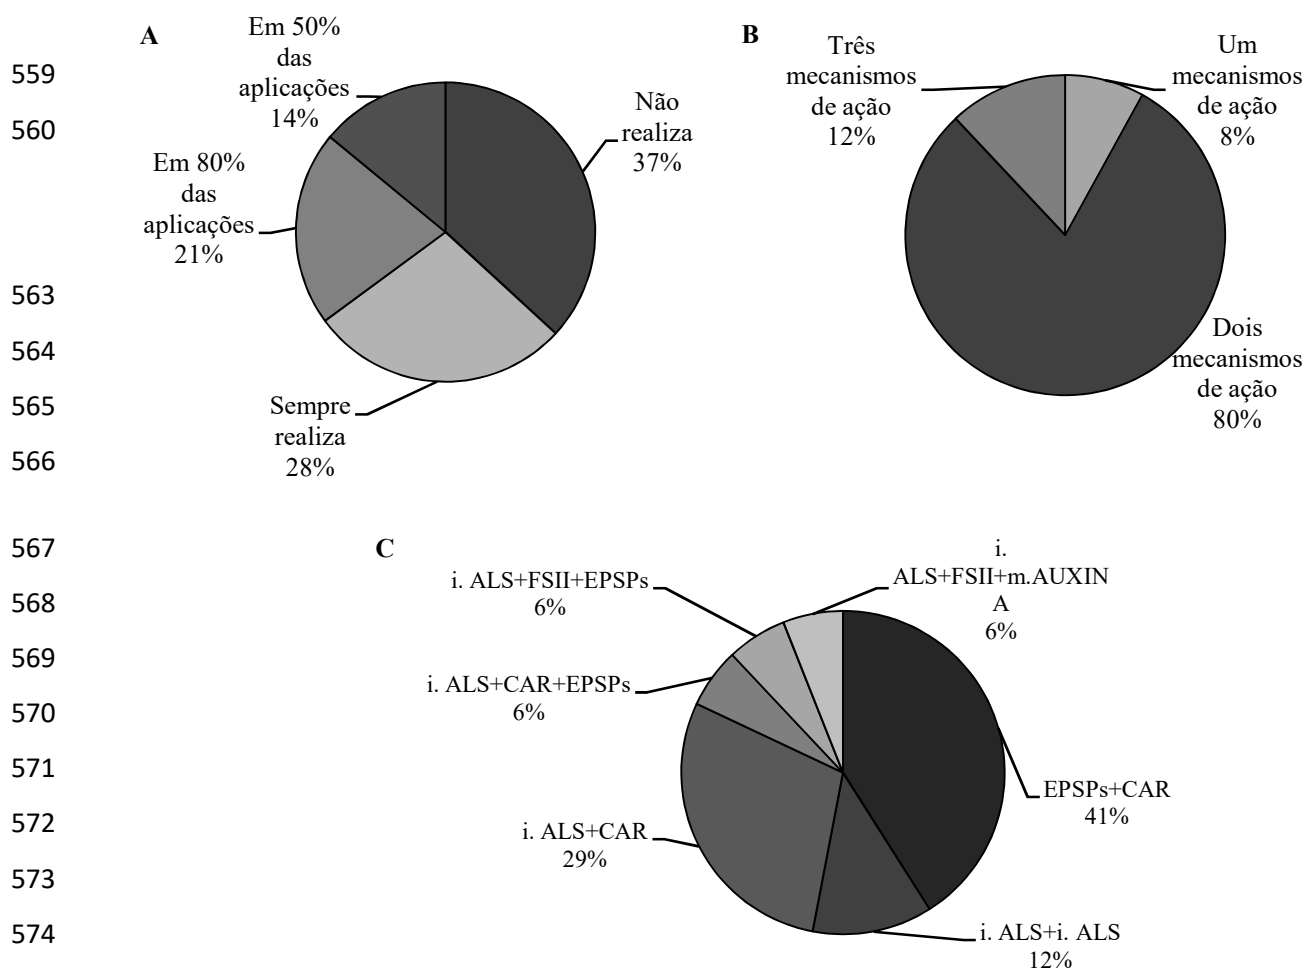 A
Em 50%
das
aplicações
14%
Não
realiza
37%
Em 80%
das
aplicações
21%
Sempre
realiza
28%
B
Três
mecanismos
de ação
12%
Um
mecanismos
de ação
8%
Dois
mecanismos
de ação
80%
559
560
563
564
565
566
567
568
569
570
571
572
573
574
C
i.
ALS+FSII+m.AUXIN
A
6%
i. ALS+FSII+EPSPs
6%
i. ALS+CAR+EPSPs
6%
EPSPs+CAR
41%
i. ALS+CAR
29%
i. ALS+i. ALS
12%